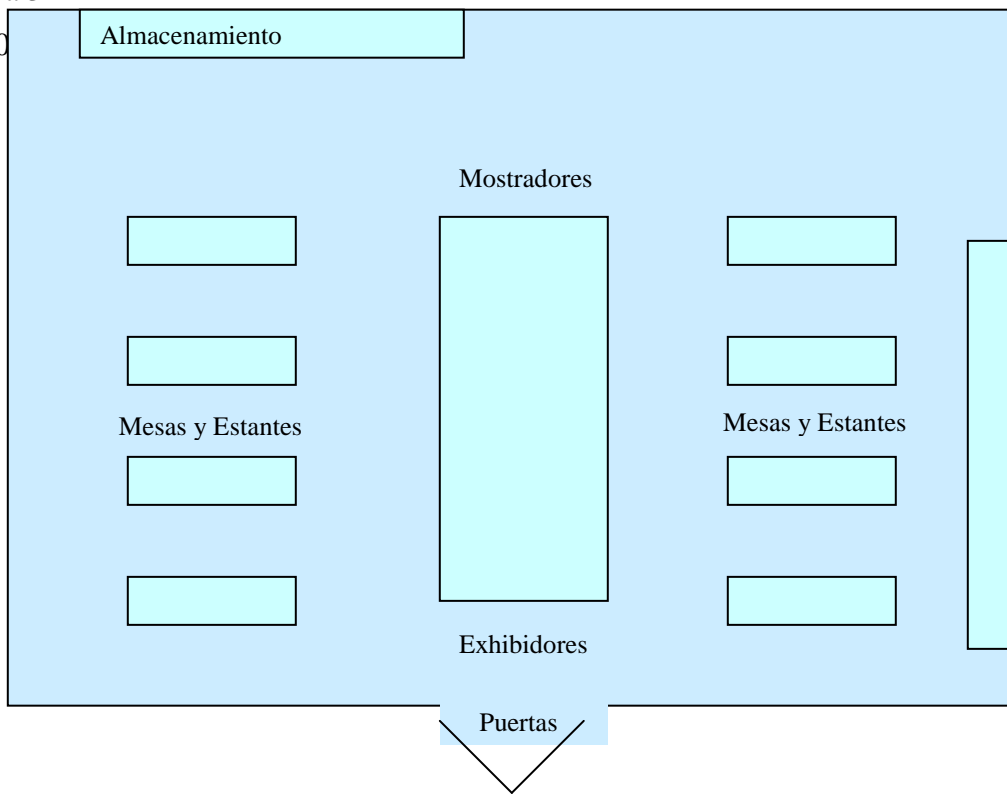 Almacenamiento
Mostradores
Mesas y Estantes
Mesas y Estantes
Exhibidores
Puertas